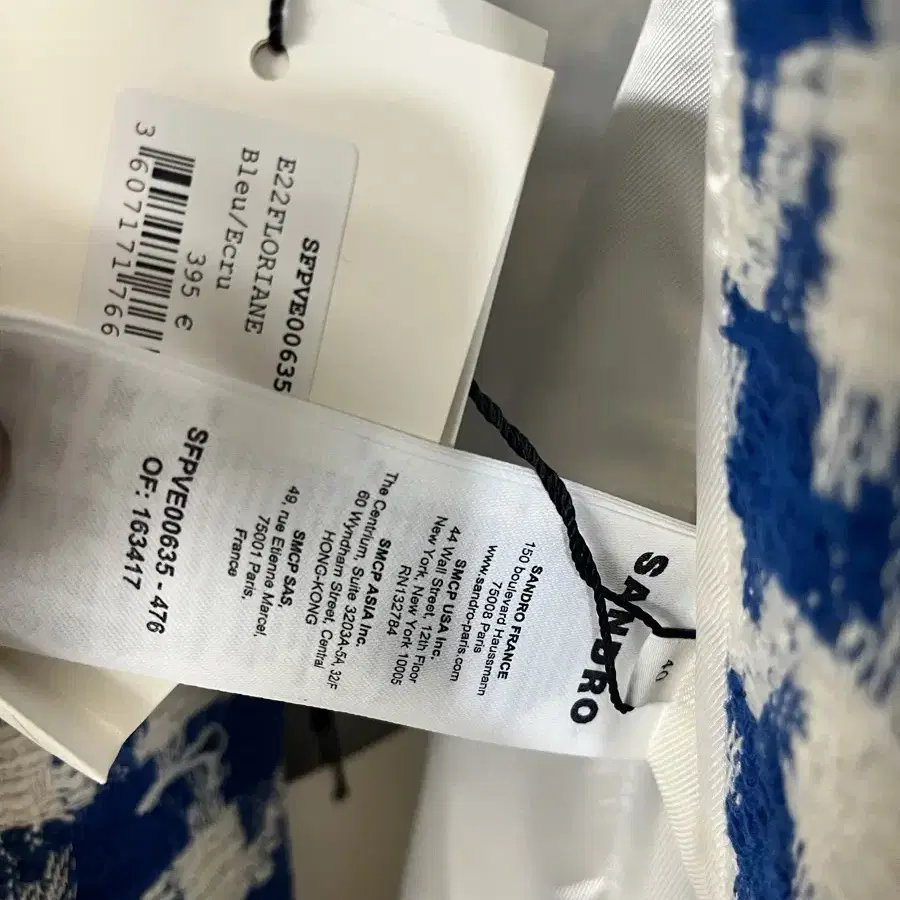 SFPVE00635
E22FLORIANE
Bleu/Ecru
395 €
3 607171 766
SANDRO
40
SANDRO FRANCE
150 boulevard Haussmann
75008 Paris
www.sandro-paris.com
SMCP USA Inc.
44 Wall Street, 12th Floor
New York, New York 10005
RN132784
SMCP ASIA Inc.
The Centrium, Suite 3203A-5A, 32/F
60 Wyndham Street, Central
HONG-KONG
SMCP SAS,
49, rue Etienne Marcel,
75001 Paris,
France
SFPVE00635 - 476
OF: 163417